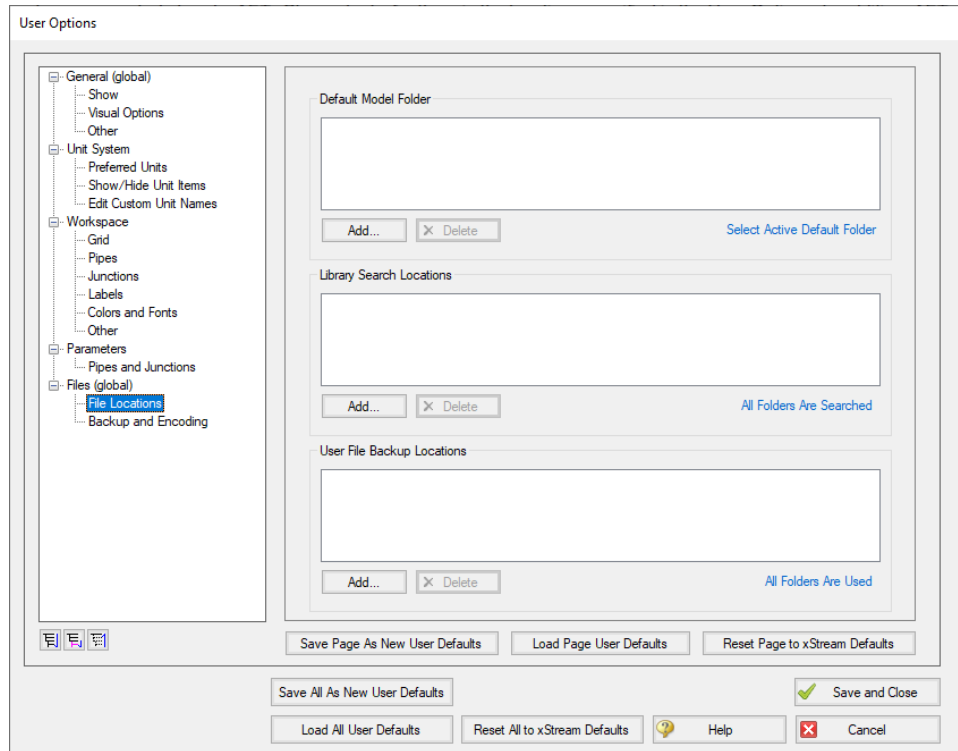 User Options
General (global)
Show
Visual Options
Other
Unit System
Preferred Units
Show/Hide Unit Items
Edit Custom Unit Names
Workspace
Grid
Pipes
Junctions
Labels
Colors and Fonts
Other
Parameters
Pipes and Junctions
Files (global)
File Locations
Backup and Encoding
Default Model Folder
Add...
Delete
Select Active Default Folder
Library Search Locations
Add...
Delete
All Folders Are Searched
User File Backup Locations
Add...
Delete
All Folders Are Used
Save Page As New User Defaults
Load Page User Defaults
Reset Page to xStream Defaults
Save All As New User Defaults
Save and Close
Load All User Defaults
Reset All to xStream Defaults
Help
Cancel